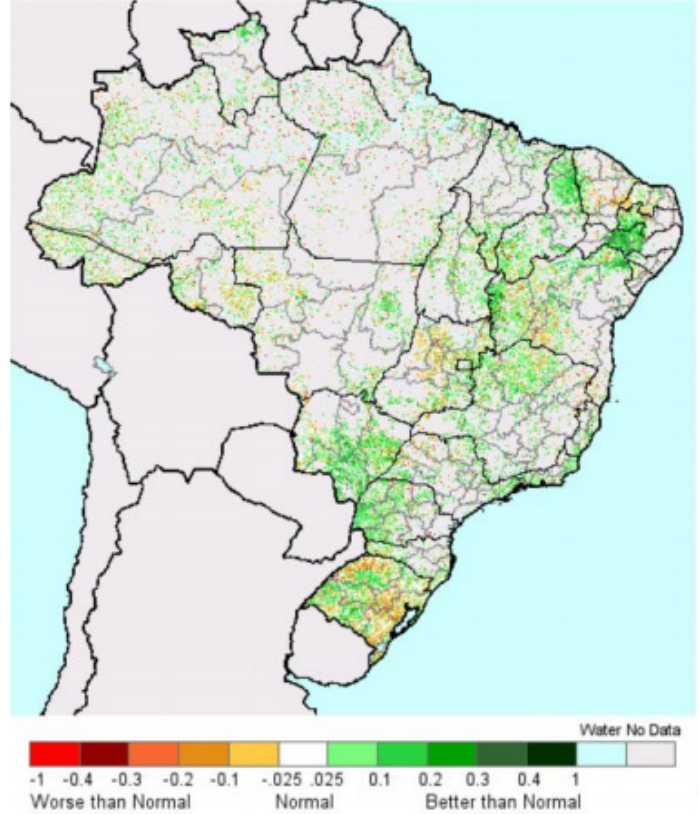 Water No Data
-1 -0.4 -0.3 -0.2 -0.1 -.025 .025 0.1 0.2 0.3 0.4 1
Worse than Normal Normal Better than Normal